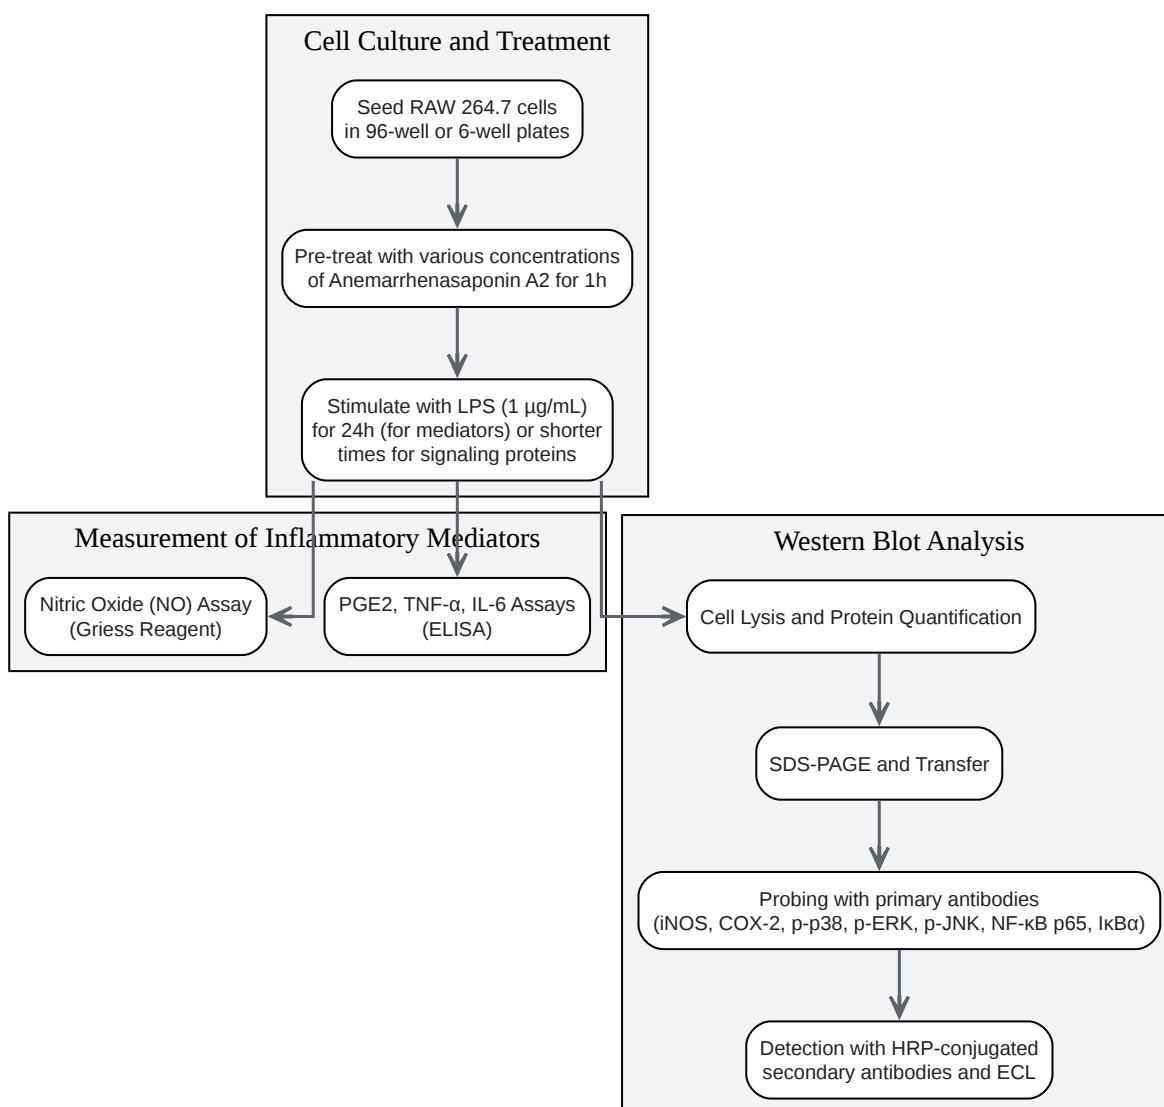 Cell Culture and Treatment
Seed RAW 264.7 cells
in 96-well or 6-well plates
Pre-treat with various concentrations
of Anemarrhenasaponin A2 for 1h
Stimulate with LPS (1 µg/mL)
for 24h (for mediators) or shorter
times for signaling proteins
Measurement of Inflammatory Mediators
Nitric Oxide (NO) Assay
(Griess Reagent)
PGE2, TNF-α, IL-6 Assays
(ELISA)
Western Blot Analysis
Cell Lysis and Protein Quantification
SDS-PAGE and Transfer
Probing with primary antibodies
(iNOS, COX-2, p-p38, p-ERK, p-JNK, NF-κB p65, IκBα)
Detection with HRP-conjugated
secondary antibodies and ECL